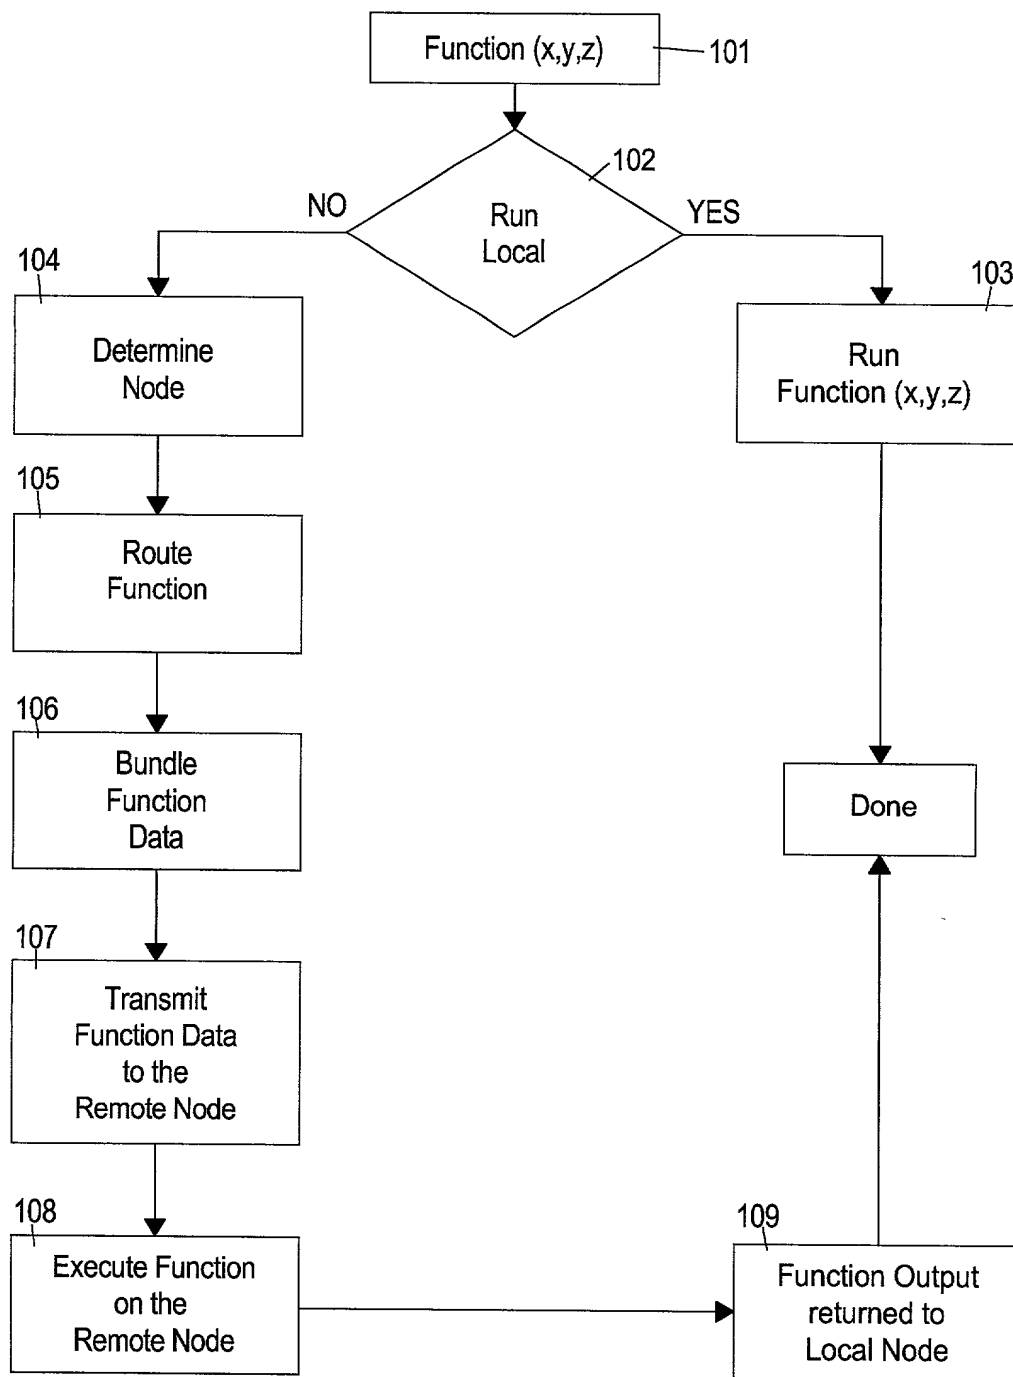 Function (x,y,z)
101
102
NO
Run
Local
YES
104
Determine
Node
103
Run
Function (x,y,z)
105
Route
Function
106
Bundle
Function
Data
Done
107
Transmit
Function Data
to the
Remote Node
108
Execute Function
on the
Remote Node
109
Function Output
returned to
Local Node